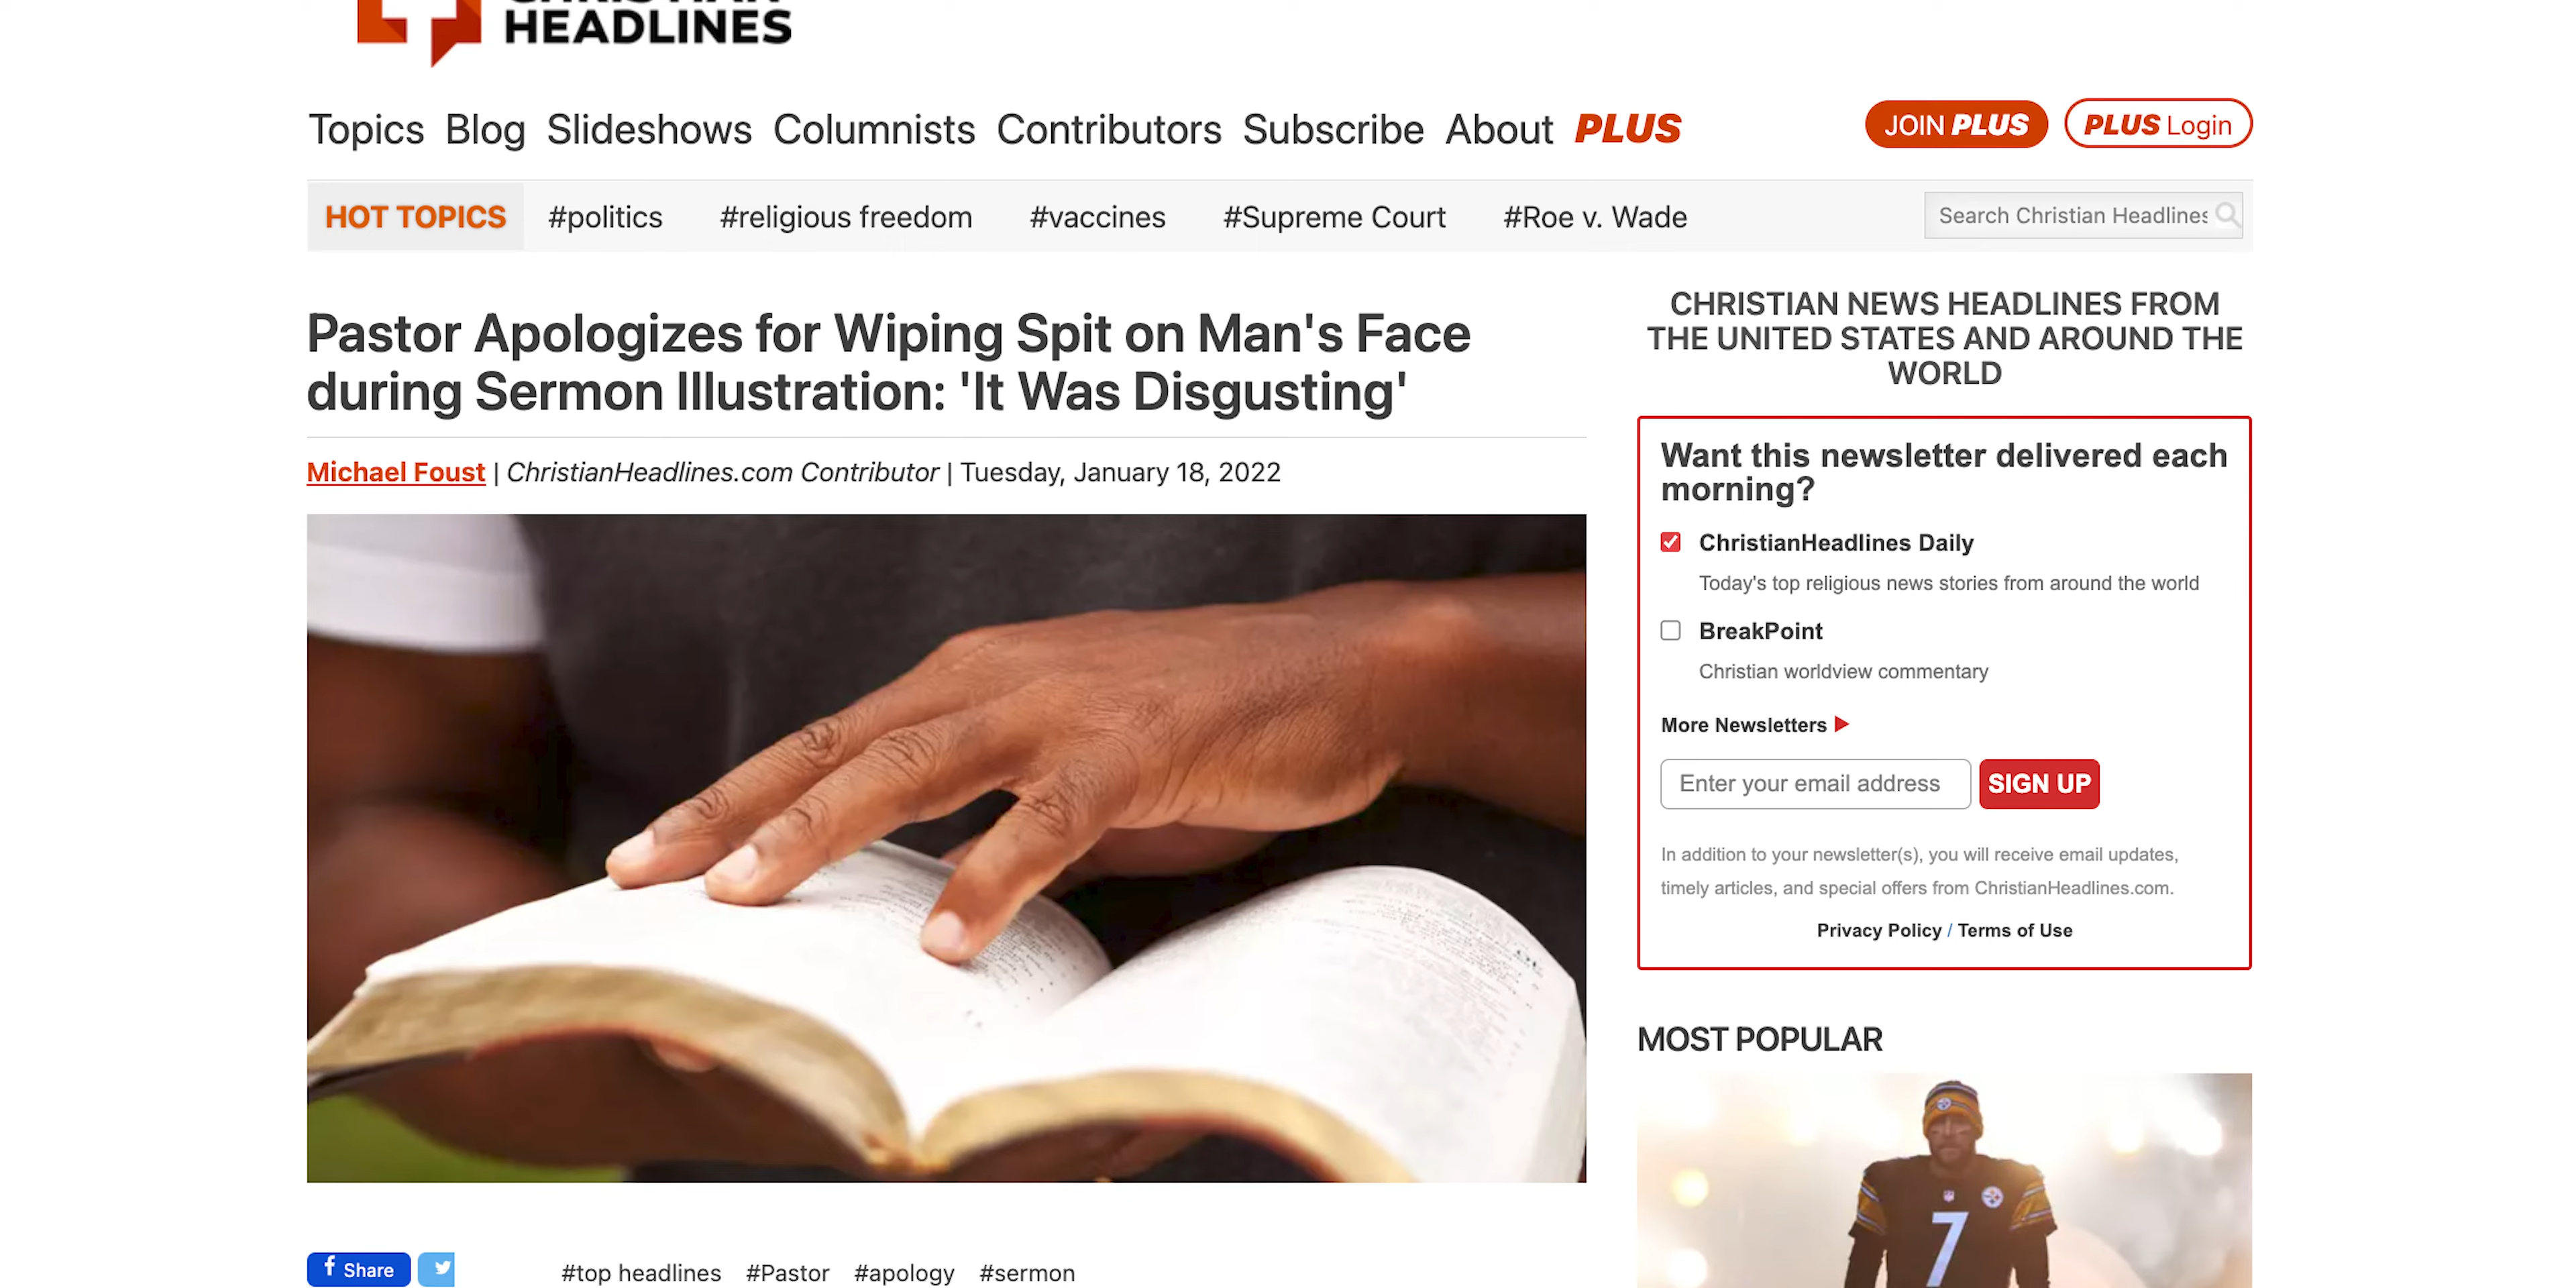 HEADLINES
Topics Blog Slideshows Columnists Contributors Subscribe About PLUS
JOIN PLUS
PLUS Login
HOT TOPICS #politics #religious freedom #vaccines #Supreme Court #Roe v. Wade
Search Christian Headlines
Pastor Apologizes for Wiping Spit on Man's Face
during Sermon Illustration: 'It Was Disgusting'
Michael Foust | ChristianHeadlines.com Contributor | Tuesday, January 18, 2022
Share
#top headlines #Pastor #apology #sermon
CHRISTIAN NEWS HEADLINES FROM
THE UNITED STATES AND AROUND THE
WORLD
Want this newsletter delivered each
morning?
ChristianHeadlines Daily
Today's top religious news stories from around the world
BreakPoint
Christian worldview commentary
More Newsletters
Enter your email address
SIGN UP
In addition to your newsletter(s), you will receive email updates,
timely articles, and special offers from ChristianHeadlines.com.
Privacy Policy / Terms of Use
MOST POPULAR
7